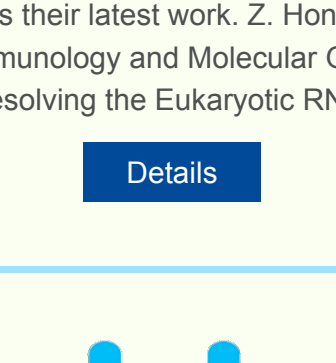 s their latest work. Z. Hon
munology and Molecular
esolving the Eukaryotic RN
Details